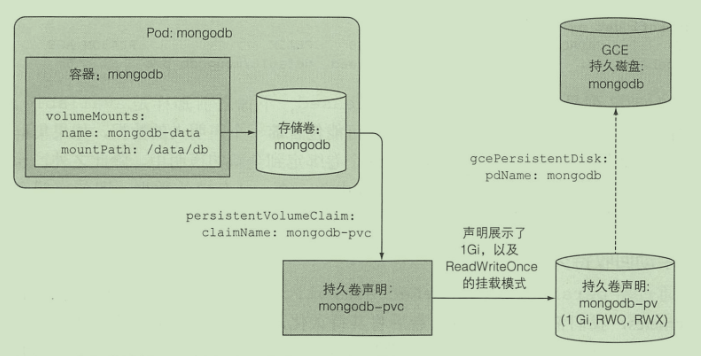 Pod: mongodb
容器：mongodb
volumeMounts:
name: mongodb-data
mountPath: /data/db
存储卷：
mongodb
persistentVolumeClaim:
claimName: mongodb-pvc
持久卷声明：
mongodb-pvc
声明展示了
1Gi，以及
ReadWriteOnce
的挂载模式
GCE
持久磁盘:
mongodb
gcePersistentDisk:
pdName: mongodb
持久卷声明：
mongodb-pv
(1 Gi, RWO, RWX)